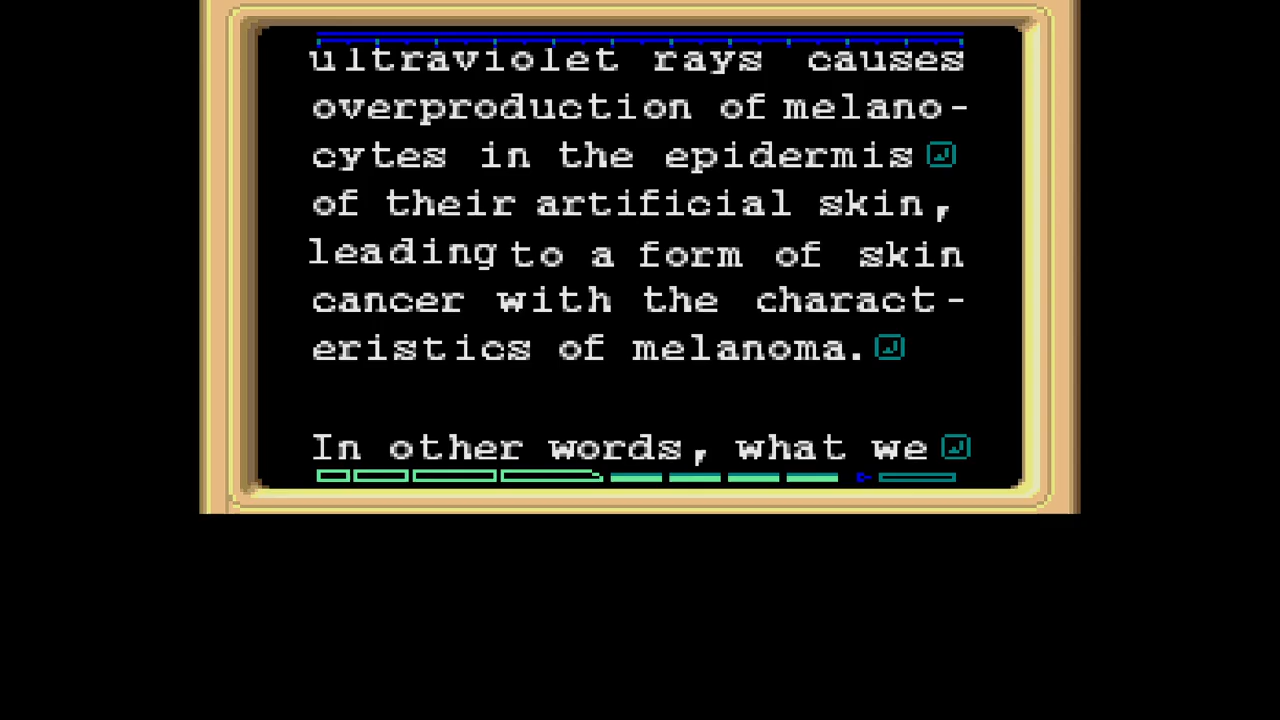 ultraviolet rays causes
overproduction of melano-
cytes in the epidermis
of their artificial skin,
leading to a form of skin
cancer with the charact-
eristics of melanoma.
In other words, what we